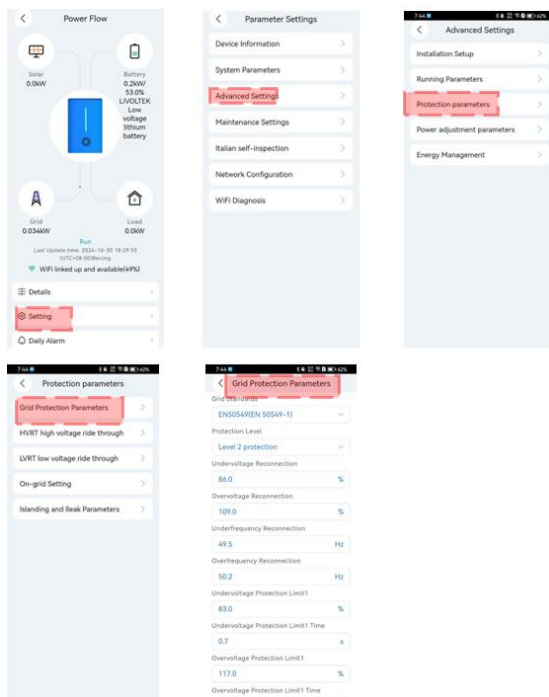 Power Flow
Solar
0.0kW
Battery
0.2kW/
53.0%
LIVOLTEK
Low
voltage
lithium
battery
Grid
0.034kW
Load
0.0kW
Run
Last Update time: 2024-10-30 18:29:55
(UTC+08:00)Beijing
WiFi linked up and available(49%)
Details
Setting
Daily Alarm
Parameter Settings
Device Information
System Parameters
Advanced Settings
Maintenance Settings
Italian self-inspection
Network Configuration
WiFi Diagnosis
7:44
62%
Advanced Settings
Installation Setup
Running Parameters
Protection parameters
Power adjustment parameters
Energy Management
7:44
62%
Protection parameters
Grid Protection Parameters
HVRT high voltage ride through
LVRT low voltage ride through
On-grid Setting
Islanding and Ileak Parameters
7:44
62%
Grid Protection Parameters
Grid Standards
EN50549(EN 50549-1)
Protection Level
Level 2 protection
Undervoltage Reconnection
86.0 %
Overvoltage Reconnection
109.0 %
Underfrequency Reconnection
49.5 Hz
Overfrequency Reconnection
50.2 Hz
Undervoltage Protection Limit1
83.0 %
Undervoltage Protection Limit1 Time
0.7 s
Overvoltage Protection Limit1
117.0 %
Overvoltage Protection Limit1 Time